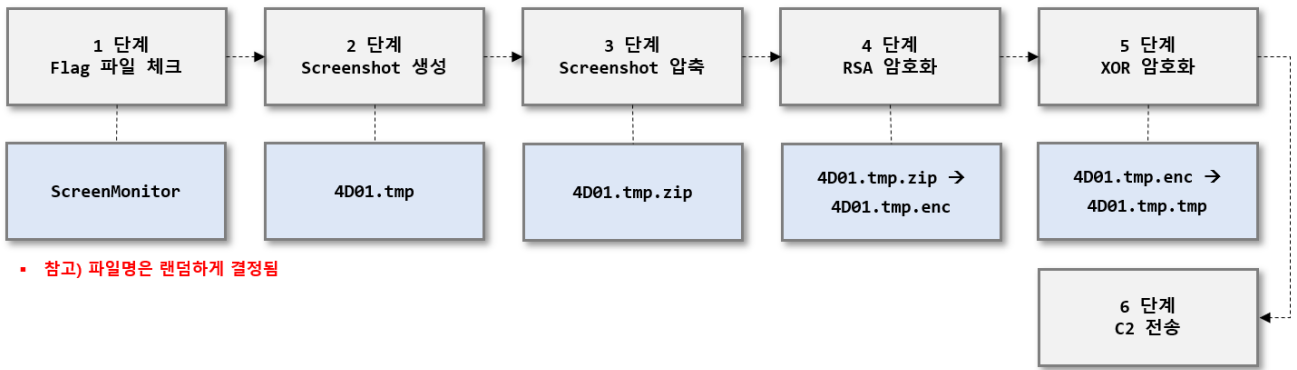 1 단계
Flag 파일 체크
2 단계
Screenshot 생성
3 단계
Screenshot 압축
4 단계
RSA 암호화
5 단계
XOR 암호화
ScreenMonitor
4D01.tmp
4D01.tmp.zip
4D01.tmp.zip →
4D01.tmp.enc
4D01.tmp.enc →
4D01.tmp.tmp
▪ 참고) 파일명은 랜덤하게 결정됨
6 단계
C2 전송